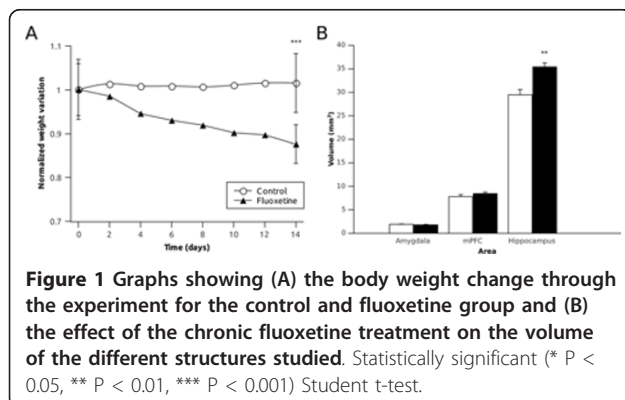 A
B
***
1.1
1
0.9
0.8
0.7
Normalized weight variation
0 2 4 6 8 10 12 14
Time (days)
Control
Fluoxetine
**
40
35
30
25
20
15
10
5
0
Volume (mm³)
Amygdala mPFC Hippocampus
Area
Figure 1 Graphs showing (A) the body weight change through
the experiment for the control and fluoxetine group and (B)
the effect of the chronic fluoxetine treatment on the volume
of the different structures studied. Statistically significant (* P <
0.05, ** P < 0.01, *** P < 0.001) Student t-test.